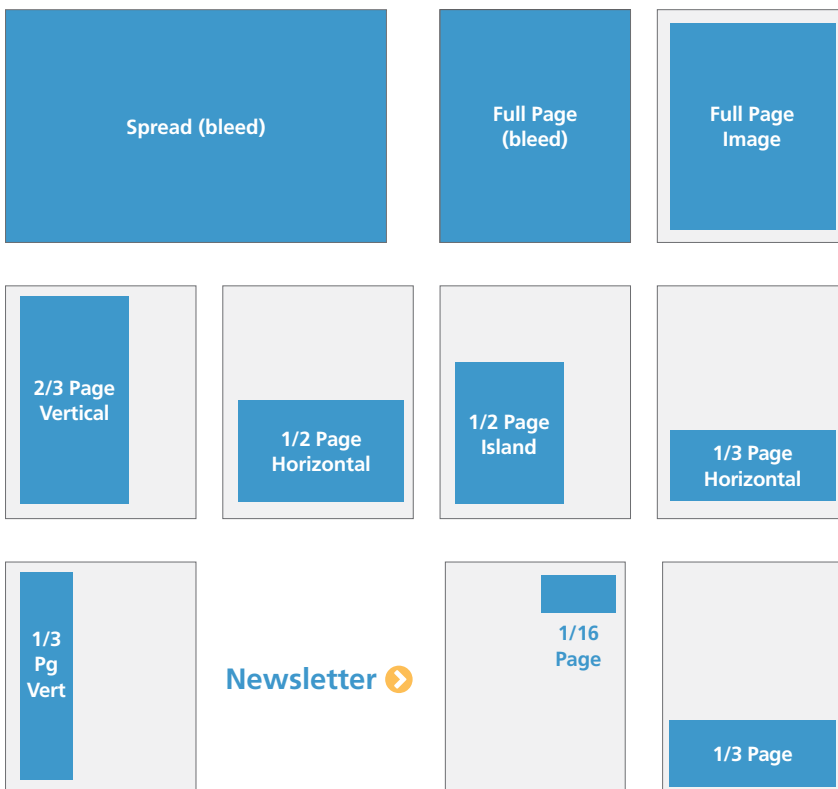 Spread (bleed)
Full Page
(bleed)
Full Page
Image
2/3 Page
Vertical
1/2 Page
Horizontal
1/2 Page
Island
1/3 Page
Horizontal
1/3
Pg
Vert
Newsletter
1/16
Page
1/3 Page